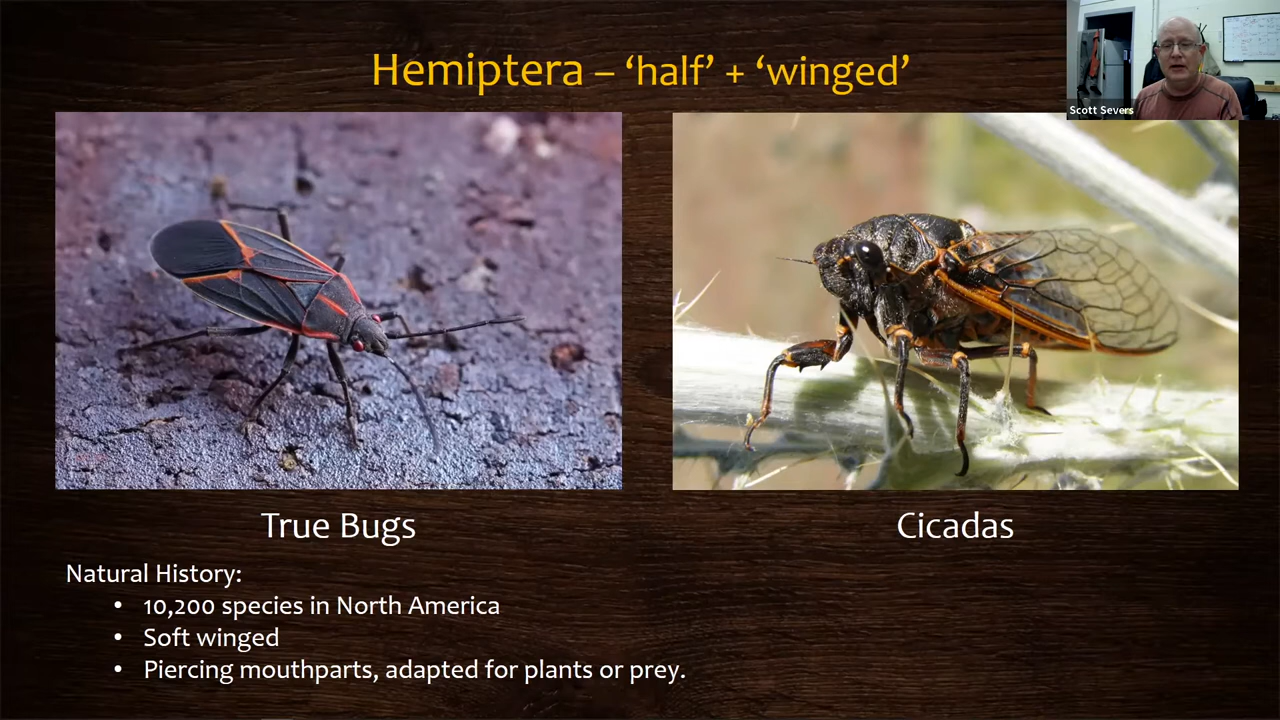 Hemiptera – ‘half’ + ‘winged’
Scott Severs
True Bugs
Cicadas
Natural History:
• 10,200 species in North America
• Soft winged
• Piercing mouthparts, adapted for plants or prey.